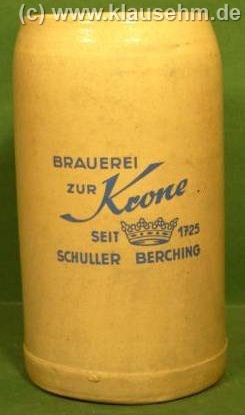 (c) www.klausehm.de
BRAUEREI
ZUR Krone
SEIT 1725
SCHULLER BERCHING